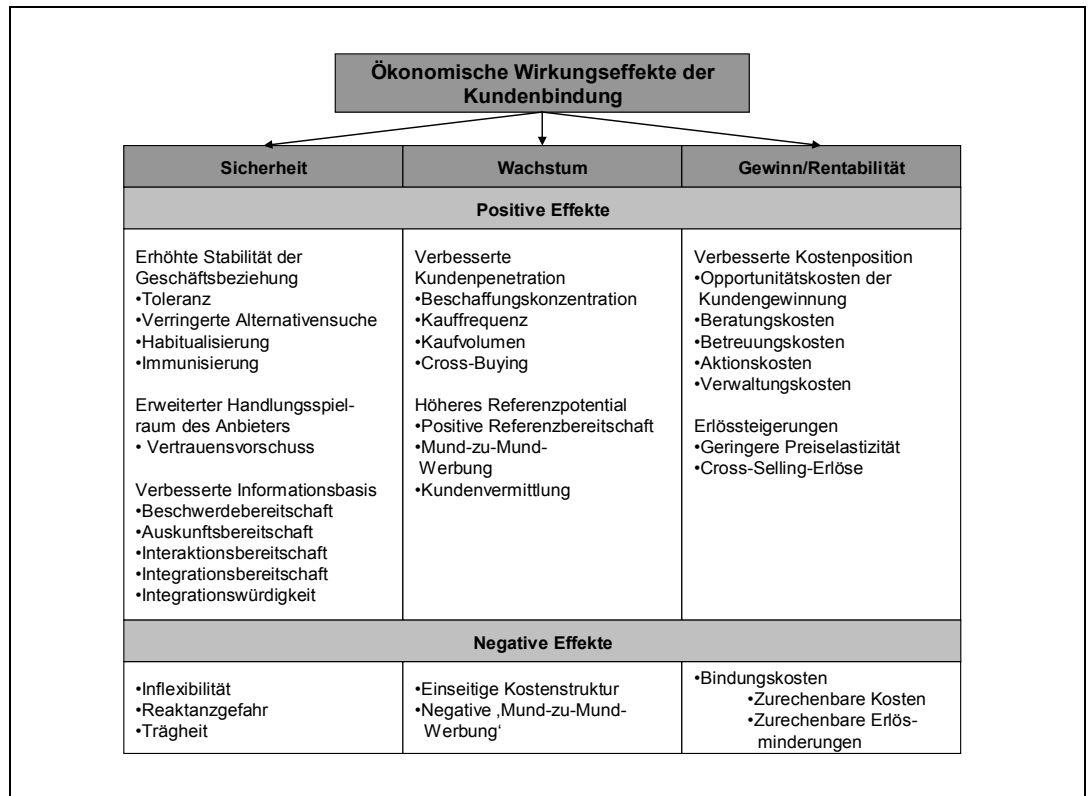 Ökonomische Wirkungseffekte der
Kundenbindung
Sicherheit
Wachstum
Gewinn/Rentabilität
Positive Effekte
Erhöhte Stabilität der
Geschäftsbeziehung
•Toleranz
•Verringerte Alternativensuche
•Habitualisierung
•Immunisierung
Erweiterter Handlungsspiel-
raum des Anbieters
• Vertrauensvorschuss
Verbesserte Informationsbasis
•Beschwerdebereitschaft
•Auskunftsbereitschaft
•Interaktionsbereitschaft
•Integrationsbereitschaft
•Integrationswürdigkeit
Verbesserte
Kundenpenetration
•Beschaffungskonzentration
•Kauffrequenz
•Kaufvolumen
•Cross-Buying
Höheres Referenzpotential
•Positive Referenzbereitschaft
•Mund-zu-Mund-
Werbung
•Kundenvermittlung
Verbesserte Kostenposition
•Opportunitätskosten der
Kundengewinnung
•Beratungskosten
•Betreuungskosten
•Aktionskosten
•Verwaltungskosten
Erlössteigerungen
•Geringere Preiselastizität
•Cross-Selling-Erlöse
Negative Effekte
•Inflexibilität
•Reaktanzgefahr
•Trägheit
•Einseitige Kostenstruktur
•Negative ‚Mund-zu-Mund-
Werbung‘
•Bindungskosten
•Zurechenbare Kosten
•Zurechenbare Erlös-
minderungen